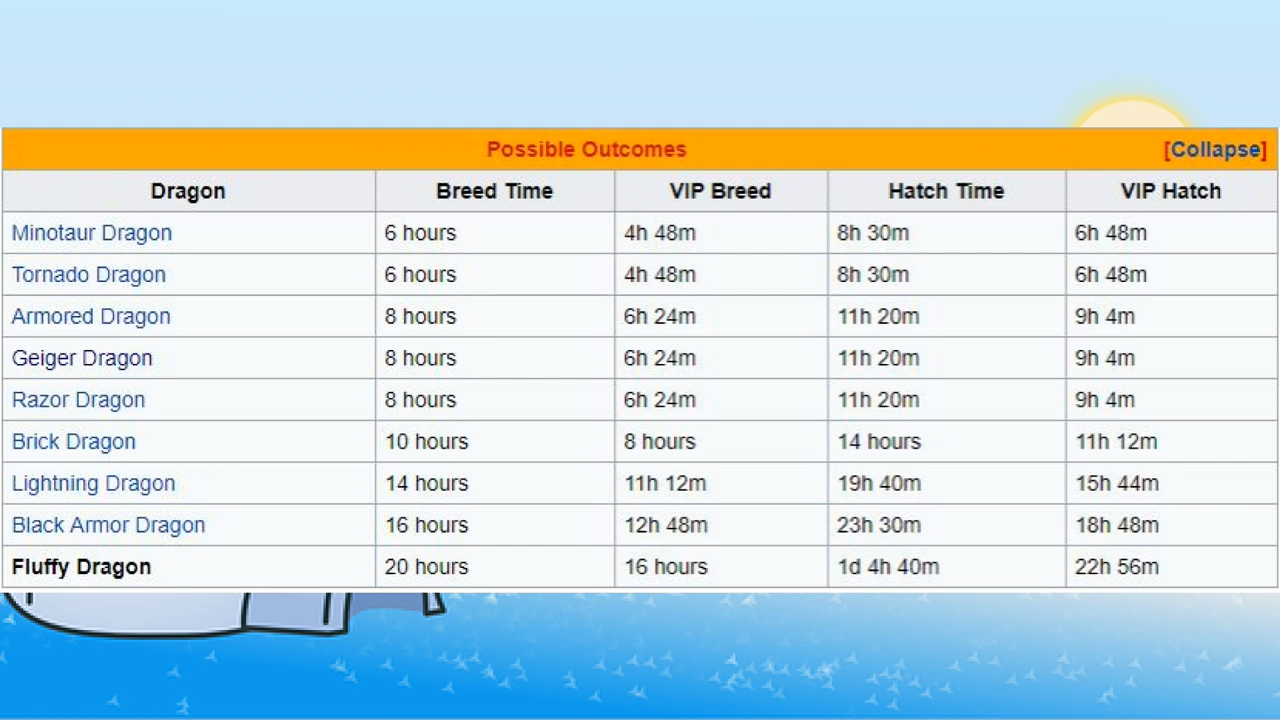 Possible Outcomes [Collapse]
Dragon Breed Time VIP Breed Hatch Time VIP Hatch
Minotaur Dragon 6 hours 4h 48m 8h 30m 6h 48m
Tornado Dragon 6 hours 4h 48m 8h 30m 6h 48m
Armored Dragon 8 hours 6h 24m 11h 20m 9h 4m
Geiger Dragon 8 hours 6h 24m 11h 20m 9h 4m
Razor Dragon 8 hours 6h 24m 11h 20m 9h 4m
Brick Dragon 10 hours 8 hours 14 hours 11h 12m
Lightning Dragon 14 hours 11h 12m 19h 40m 15h 44m
Black Armor Dragon 16 hours 12h 48m 23h 30m 18h 48m
Fluffy Dragon 20 hours 16 hours 1d 4h 40m 22h 56m